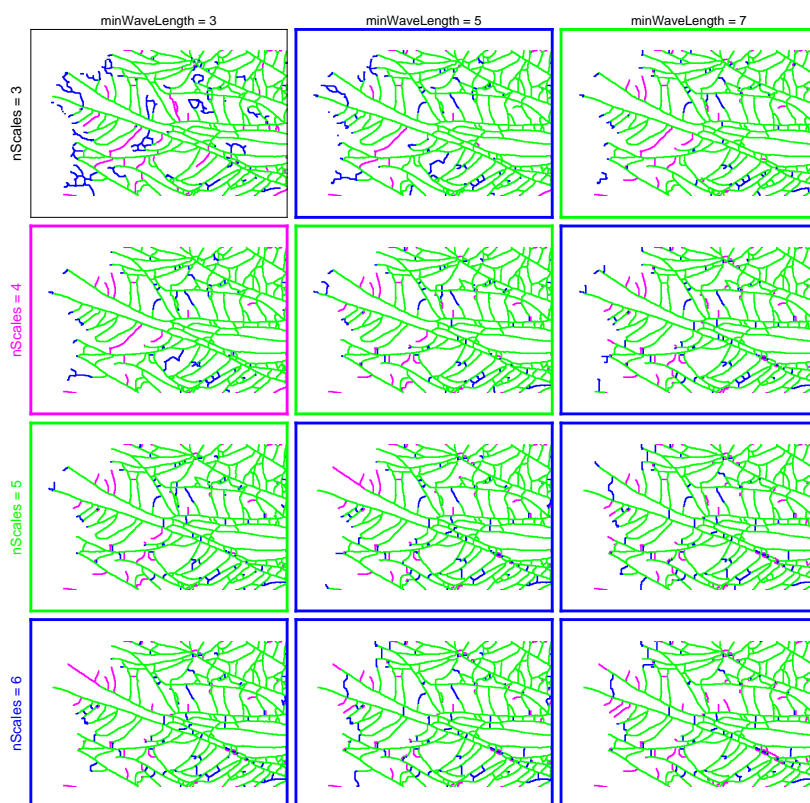 minWaveLength = 3
minWaveLength = 5
minWaveLength = 7
nScales = 3
nScales = 4
nScales = 5
nScales = 6